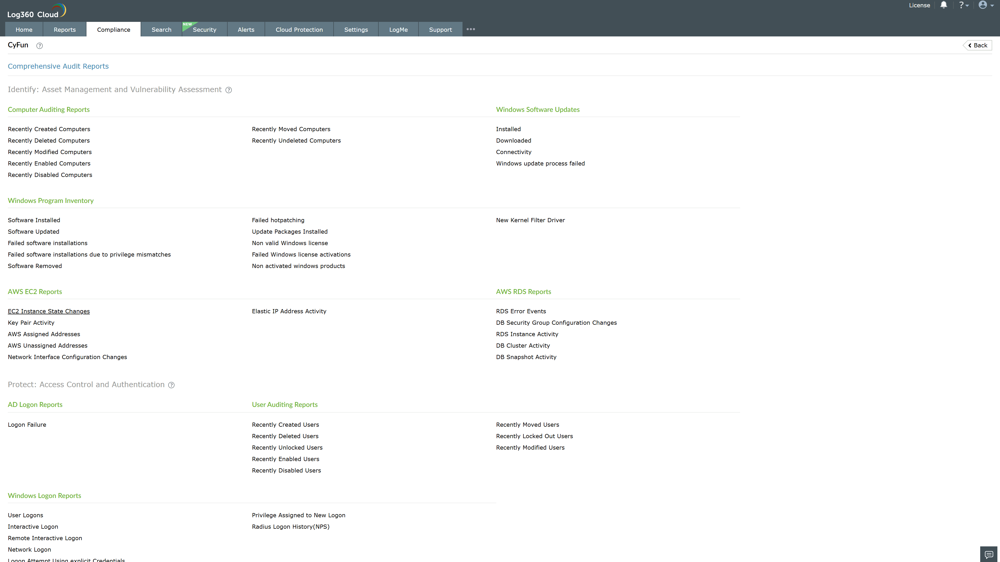 Log360 Cloud
License
?
Home
Reports
Compliance
Search
NEW
Security
Alerts
Cloud Protection
Settings
LogMe
Support
CyFun ?
Back
Comprehensive Audit Reports
Identify: Asset Management and Vulnerability Assessment ?
Computer Auditing Reports
Recently Created Computers
Recently Deleted Computers
Recently Modified Computers
Recently Enabled Computers
Recently Disabled Computers
Recently Moved Computers
Recently Undeleted Computers
Windows Software Updates
Installed
Downloaded
Connectivity
Windows update process failed
Windows Program Inventory
Software Installed
Software Updated
Failed software installations
Failed software installations due to privilege mismatches
Software Removed
Failed hotpatching
Update Packages Installed
Non valid Windows license
Failed Windows license activations
Non activated windows products
New Kernel Filter Driver
AWS EC2 Reports
EC2 Instance State Changes
Key Pair Activity
AWS Assigned Addresses
AWS Unassigned Addresses
Network Interface Configuration Changes
Elastic IP Address Activity
AWS RDS Reports
RDS Error Events
DB Security Group Configuration Changes
RDS Instance Activity
DB Cluster Activity
DB Snapshot Activity
Protect: Access Control and Authentication ?
AD Logon Reports
Logon Failure
User Auditing Reports
Recently Created Users
Recently Deleted Users
Recently Unlocked Users
Recently Enabled Users
Recently Disabled Users
Recently Moved Users
Recently Locked Out Users
Recently Modified Users
Windows Logon Reports
User Logons
Interactive Logon
Remote Interactive Logon
Network Logon
Logon Attempt Using explicit Credentials
Privilege Assigned to New Logon
Radius Logon History(NPS)